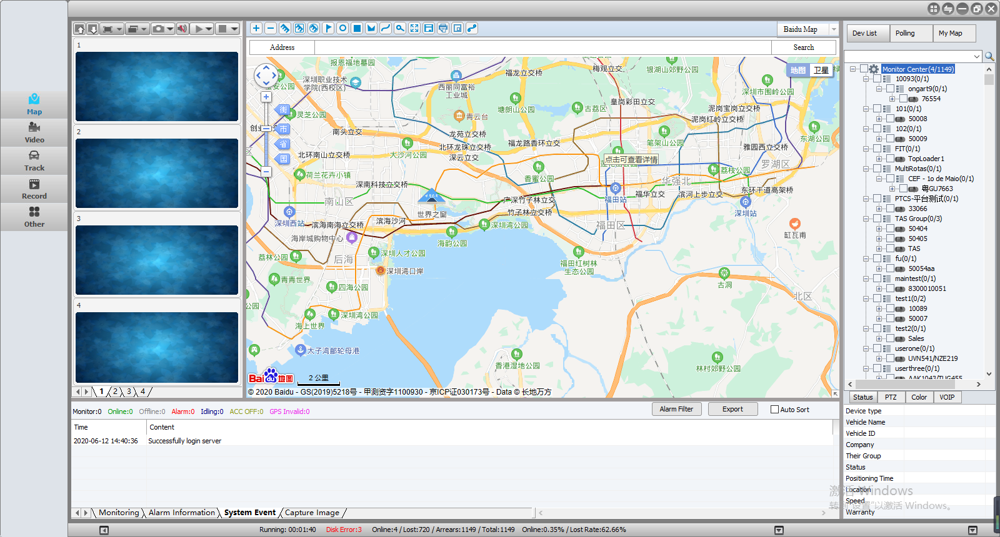 Map
Video
Track
Record
Other
1
2
3
4
1 2 3 4
Baidu Map
Address
Search
地图 卫星
报恩福地墓园
深圳职业技术
学院(西校区)
安公园
灵芝公园
街
市
省
国
西丽同富裕
工业城
福龙立交桥
梅观立交
银湖山郊野公园
深圳市围岭公园
皇岗彩田立交
泥岗宝岗立交桥
泥岗红岭立交桥
塘朗山公园
古荔区
青云台
南头立交
龙苑立交桥
福龙路香环立交
笔架山公园
东湖公园
北环南山立交桥
大沙河公园
北环龙珠立交桥
深云立交
雅园西立交桥
罗湖区
点击可查看详情
荷兰花卉小镇
香蜜公园
荔枝公园
华强北
深南科技立交桥
东环干道高架桥
南山区
世界之窗
广深竹子林立交
竹子林立交桥
福田站
福华立交
滨河上步立交
深圳站
深圳西站
滨海南海立交桥
滨海沙河
深圳湾公园
福田区
缸瓦甫
海岸城购物中心
海韵公园
荔林公园
后海
深圳人才公园
深圳湾口岸
福田红树林
生态公园
青青世界
四海公园
古洞
北区
公园
海上世界
深圳湾公园
太子湾邮轮母港
香港湿地公园
林村郊野公园
Baidu地图
2 公里
© 2020 Baidu - GS(2019)5218号 - 甲测资字1100930 - 京ICP证030173号 - Data © 长地万方
Dev List
Polling
My Map
Monitor Center(4/1149)
10093(0/1)
ongart9(0/1)
76554
101(0/1)
50008
102(0/1)
50009
FIT(0/1)
TopLoader1
MultiRotas(0/1)
CEF - 1o de Maio(0/1)
粤GU7663
PTCS-平台测试(0/1)
33066
TAS Group(0/3)
50404
50405
TAS
fu(0/1)
50054aa
maintest(0/1)
8300010051
test1(0/2)
10089
50007
test2(0/1)
Sales
userone(0/1)
UVN541/NZE219
userthree(0/1)
AAK1043/TUG455
Status
PTZ
Color
VOIP
Device type
Vehicle Name
Vehicle ID
Company
Their Group
Status
Positioning Time
Location
Speed
Warranty
激活 Windows
转到"设置"以激活 Windows。
Monitor:0 Online:0 Offline:0 Alarm:0 Idling:0 ACC OFF:0 GPS Invalid:0
Alarm Filter
Export
Auto Sort
Time Content
2020-06-12 14:40:36 Successfully login server
Monitoring
Alarm Information
System Event
Capture Image
Running: 00:01:40 Disk Error:3 Online:4 / Lost:720 / Arrears:1149 / Total:1149 Online:0.35% / Lost Rate:62.66%